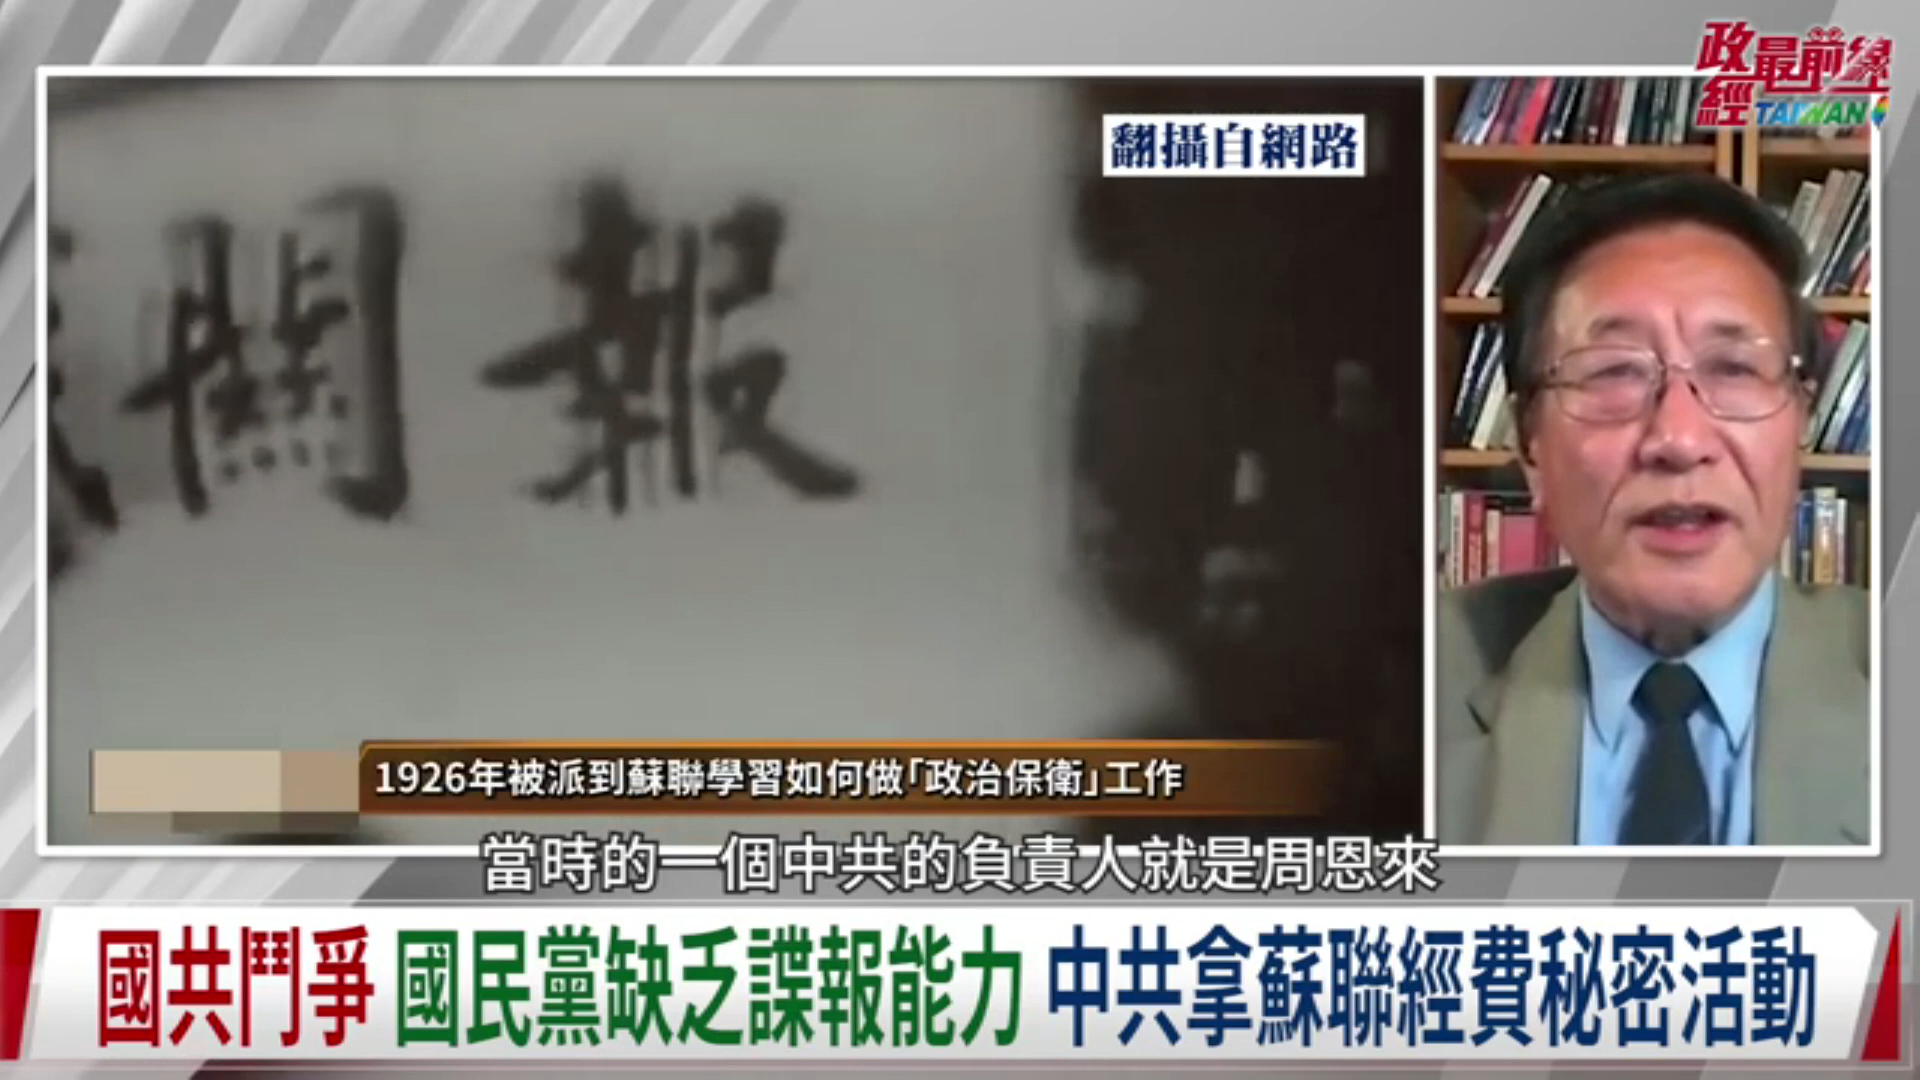 政經最前線
TAIWAN
翻攝自網路
報
1926年被派到蘇聯學習如何做「政治保衛」工作
當時的一個中共的負責人就是周恩來
國共鬥爭 國民黨缺乏諜報能力 中共拿蘇聯經費秘密活動